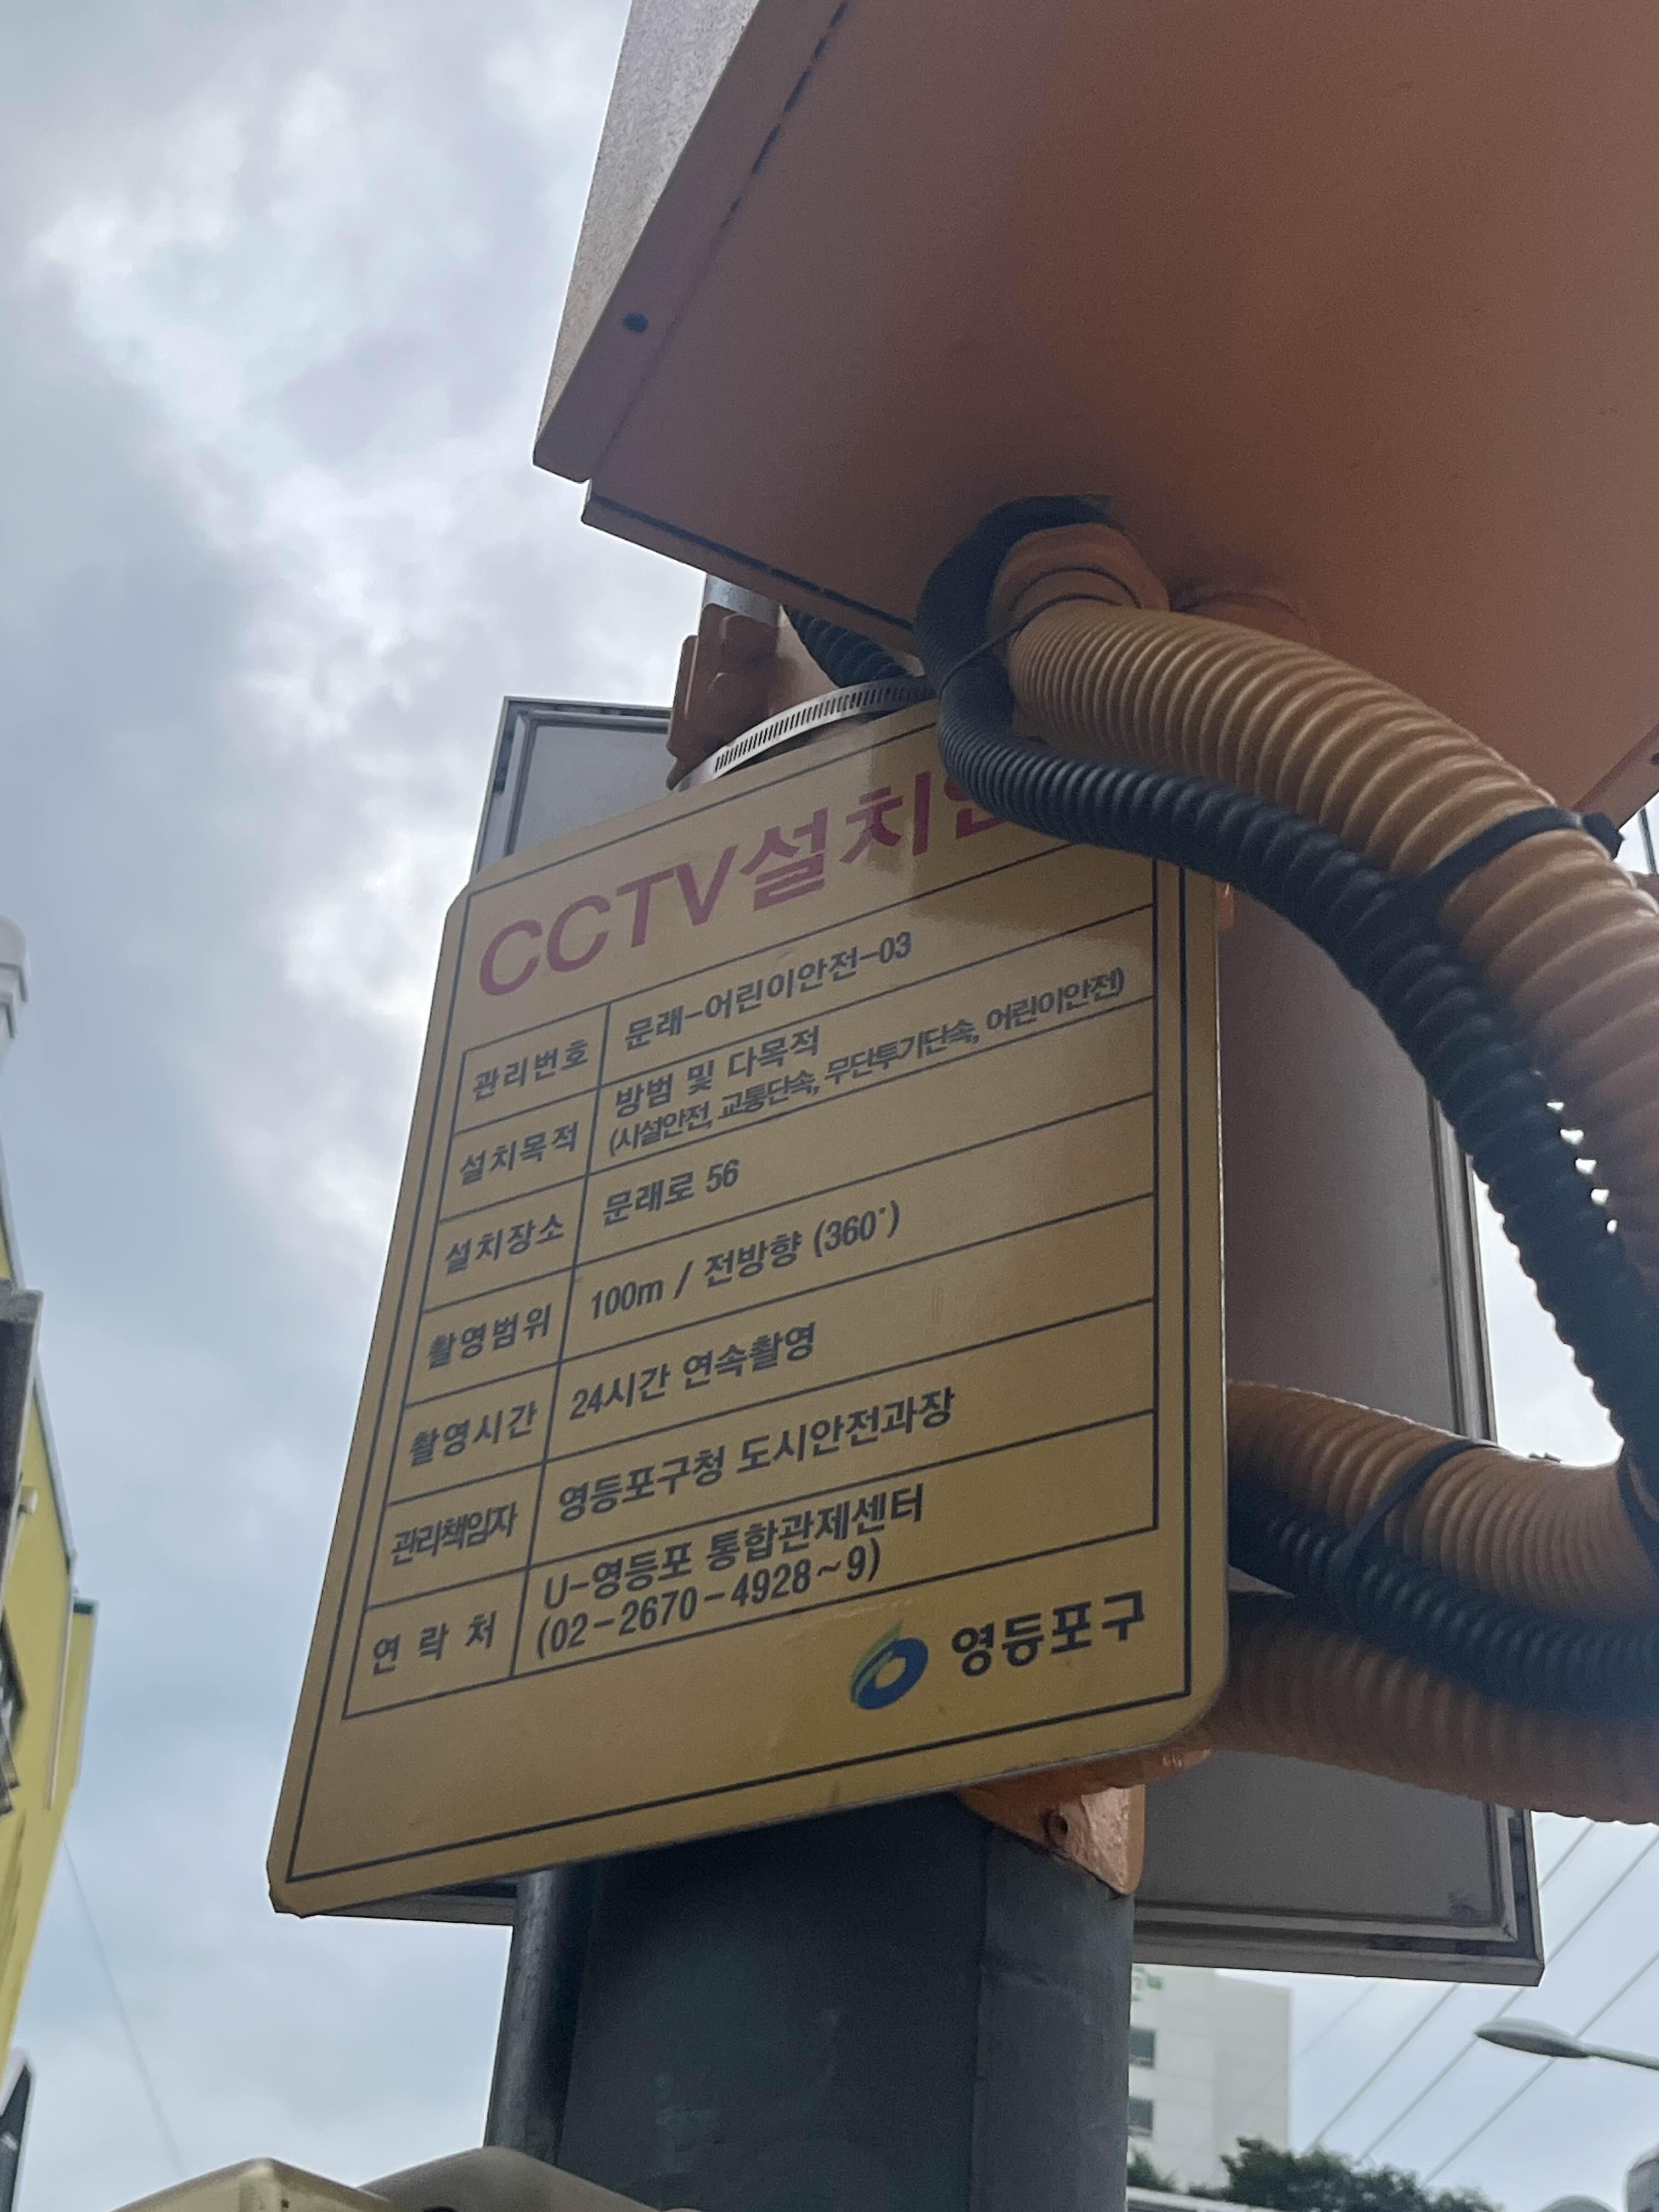 CCTV설치
관리번호 문래-어린이안전-03
설치목적 방범 및 다목적
(시설안전, 교통단속, 무단투기단속, 어린이안전)
설치장소 문래로 56
촬영범위 100m / 전방향 (360°)
촬영시간 24시간 연속촬영
관리책임자 영등포구청 도시안전과장
연락처 U-영등포 통합관제센터
(02-2670-4928~9)
영등포구